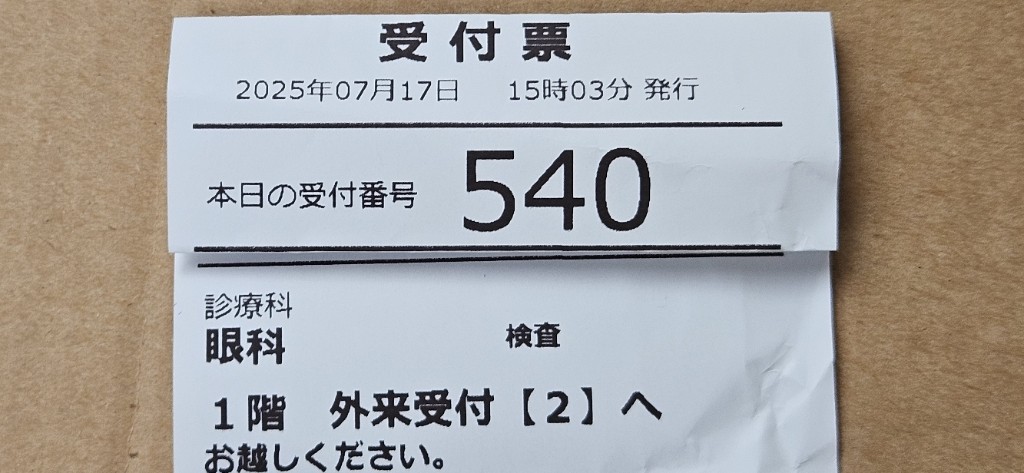 受付票
2025年07月17日　15時03分 発行
本日の受付番号　540
診療科
眼科　検査
1階　外来受付【2】へ
お越しください。